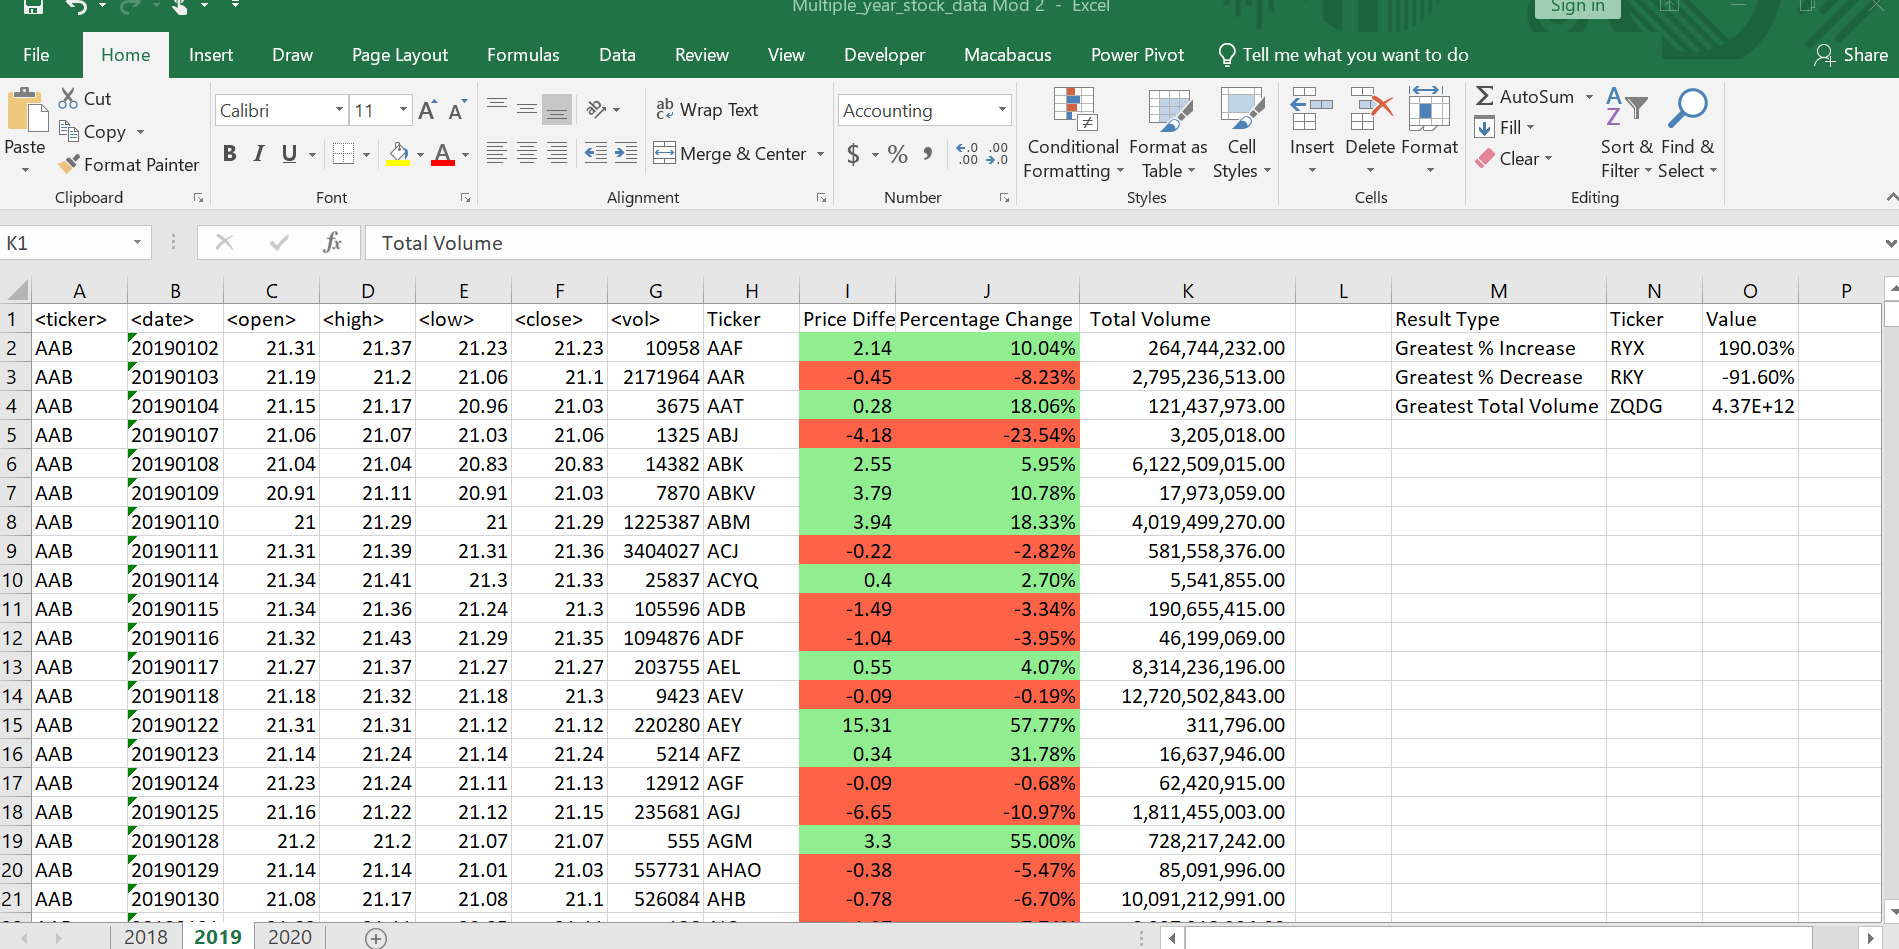 Multiple_year_stock_data Mod 2 - Excel
Sign in
File Home Insert Draw Page Layout Formulas Data Review View Developer Macabacus Power Pivot Tell me what you want to do Share
Paste
Cut
Copy
Format Painter
Clipboard
Calibri 11
B I U
Font
Wrap Text
Merge & Center
Alignment
Accounting
$ % ,
Number
Conditional Formatting
Format as Table
Cell Styles
Styles
Insert Delete Format
Cells
AutoSum
Fill
Clear
Sort & Filter
Find & Select
Editing
K1 fx Total Volume
A B C D E F G H I J K L M N O P
1 <ticker> <date> <open> <high> <low> <close> <vol> Ticker Price Diffe Percentage Change Total Volume Result Type Ticker Value
2 AAB 20190102 21.31 21.37 21.23 21.23 10958 AAF 2.14 10.04% 264,744,232.00 Greatest % Increase RYX 190.03%
3 AAB 20190103 21.19 21.2 21.06 21.1 2171964 AAR -0.45 -8.23% 2,795,236,513.00 Greatest % Decrease RKY -91.60%
4 AAB 20190104 21.15 21.17 20.96 21.03 3675 AAT 0.28 18.06% 121,437,973.00 Greatest Total Volume ZQDG 4.37E+12
5 AAB 20190107 21.06 21.07 21.03 21.06 1325 ABJ -4.18 -23.54% 3,205,018.00
6 AAB 20190108 21.04 21.04 20.83 20.83 14382 ABK 2.55 5.95% 6,122,509,015.00
7 AAB 20190109 20.91 21.11 20.91 21.03 7870 ABKV 3.79 10.78% 17,973,059.00
8 AAB 20190110 21 21.29 21 21.29 1225387 ABM 3.94 18.33% 4,019,499,270.00
9 AAB 20190111 21.31 21.39 21.31 21.36 3404027 ACJ -0.22 -2.82% 581,558,376.00
10 AAB 20190114 21.34 21.41 21.3 21.33 25837 ACYQ 0.4 2.70% 5,541,855.00
11 AAB 20190115 21.34 21.36 21.24 21.3 105596 ADB -1.49 -3.34% 190,655,415.00
12 AAB 20190116 21.32 21.43 21.29 21.35 1094876 ADF -1.04 -3.95% 46,199,069.00
13 AAB 20190117 21.27 21.37 21.27 21.27 203755 AEL 0.55 4.07% 8,314,236,196.00
14 AAB 20190118 21.18 21.32 21.18 21.3 9423 AEV -0.09 -0.19% 12,720,502,843.00
15 AAB 20190122 21.31 21.31 21.12 21.12 220280 AEY 15.31 57.77% 311,796.00
16 AAB 20190123 21.14 21.24 21.14 21.24 5214 AFZ 0.34 31.78% 16,637,946.00
17 AAB 20190124 21.23 21.24 21.11 21.13 12912 AGF -0.09 -0.68% 62,420,915.00
18 AAB 20190125 21.16 21.22 21.12 21.15 235681 AGJ -6.65 -10.97% 1,811,455,003.00
19 AAB 20190128 21.2 21.2 21.07 21.07 555 AGM 3.3 55.00% 728,217,242.00
20 AAB 20190129 21.14 21.14 21.01 21.03 557731 AHAO -0.38 -5.47% 85,091,996.00
21 AAB 20190130 21.08 21.17 21.08 21.1 526084 AHB -0.78 -6.70% 10,091,212,991.00
2018 2019 2020